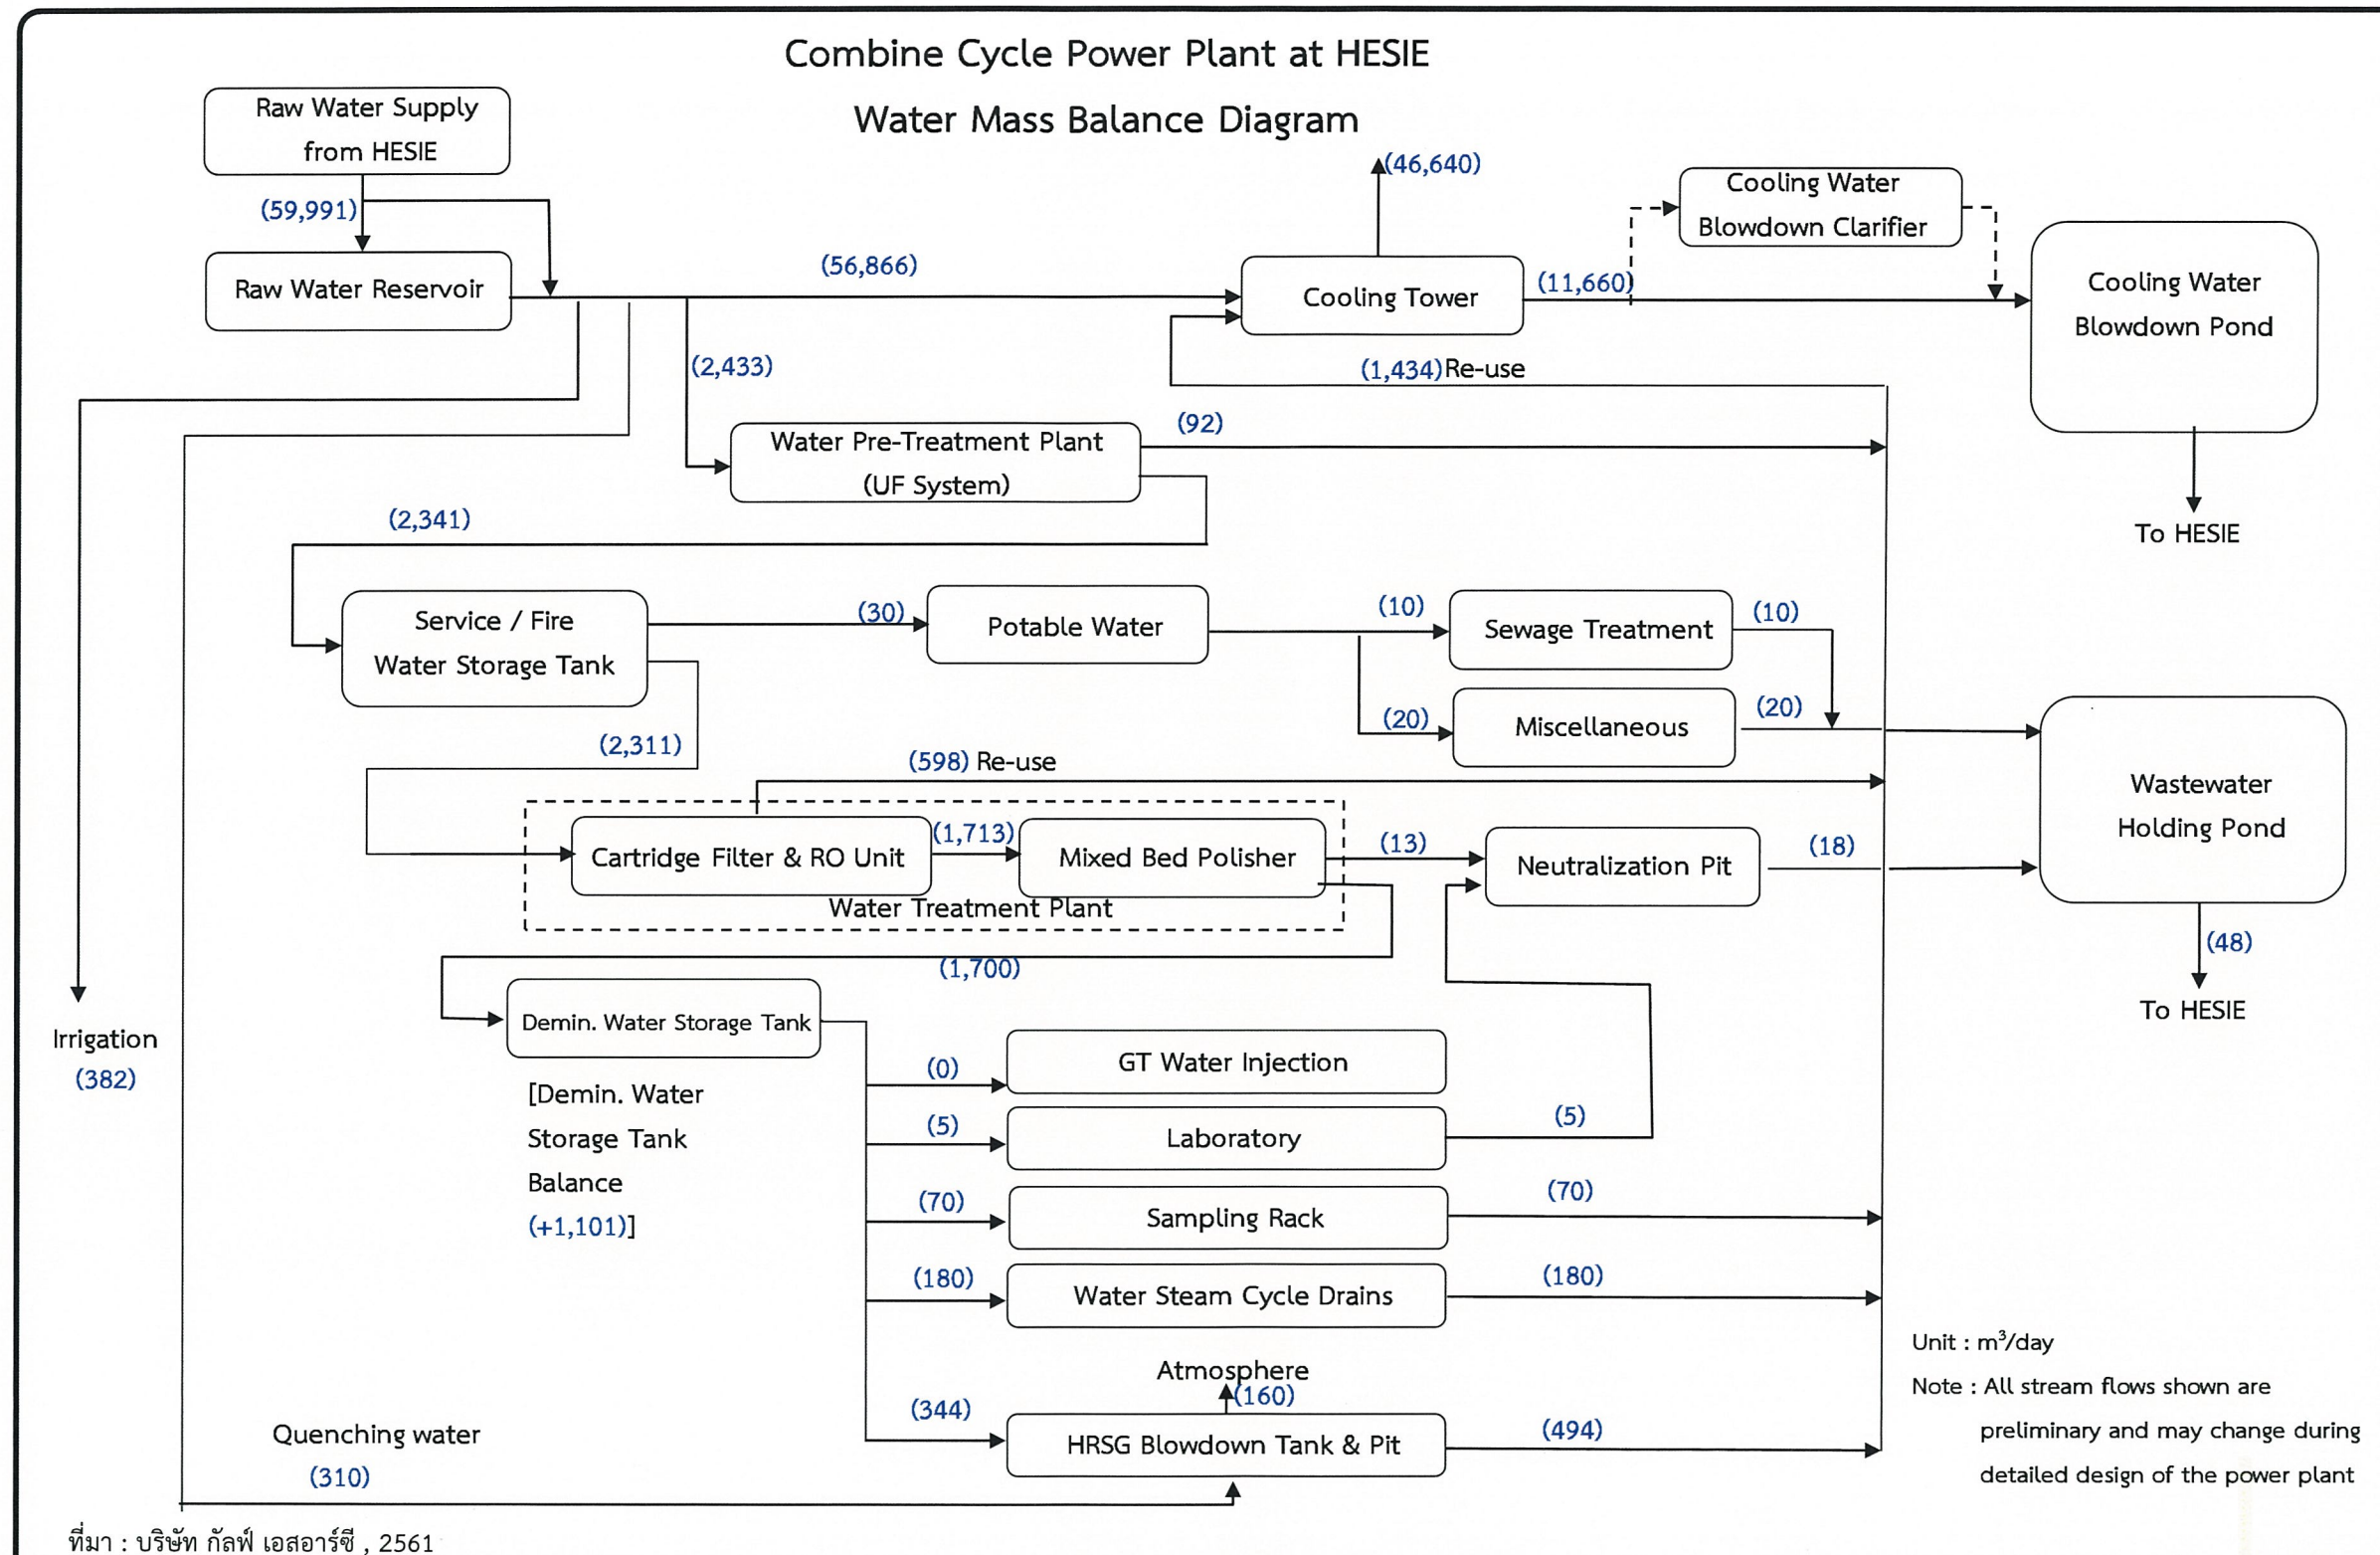 Combine Cycle Power Plant at HESIE
Water Mass Balance Diagram
Raw Water Supply
from HESIE
(59,991)
Raw Water Reservoir
(56,866)
(46,640)
Cooling Tower
(11,660)
Cooling Water
Blowdown Clarifier
Cooling Water
Blowdown Pond
To HESIE
(1,434) Re-use
(2,433)
Water Pre-Treatment Plant
(UF System)
(92)
(2,341)
Service / Fire
Water Storage Tank
(30)
Potable Water
(10)
Sewage Treatment
(10)
(20)
Miscellaneous
(20)
(2,311)
(598) Re-use
Cartridge Filter & RO Unit
(1,713)
Mixed Bed Polisher
Water Treatment Plant
(13)
Neutralization Pit
(18)
Wastewater
Holding Pond
(48)
To HESIE
(1,700)
Demin. Water Storage Tank
[Demin. Water
Storage Tank
Balance
(+1,101)]
Irrigation
(382)
(0)
GT Water Injection
(5)
Laboratory
(5)
(70)
Sampling Rack
(70)
(180)
Water Steam Cycle Drains
(180)
Atmosphere
(160)
(344)
HRSG Blowdown Tank & Pit
(494)
Quenching water
(310)
Unit : m³/day
Note : All stream flows shown are
preliminary and may change during
detailed design of the power plant
ที่มา : บริษัท กัลฟ์ เอสอาร์ซี , 2561